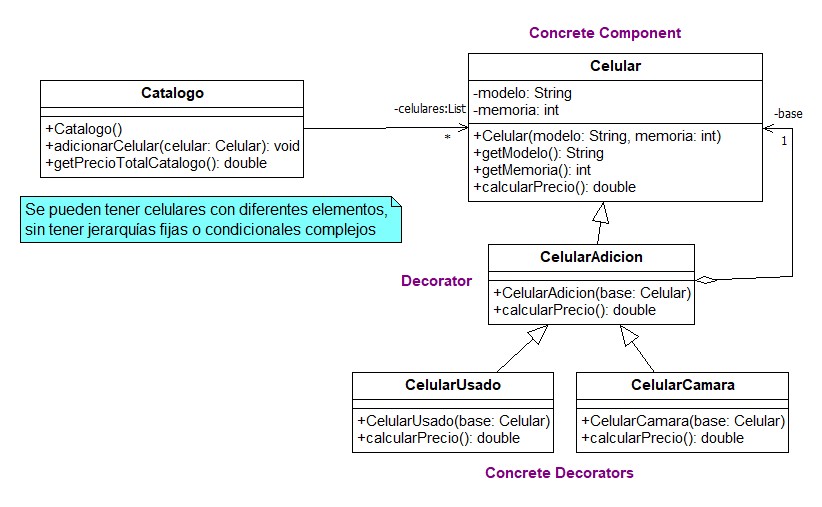 Concrete Component
Catalogo
+Catalogo()
+adicionarCelular(celular: Celular): void
+getPrecioTotalCatalogo(): double
-celulares:List
*
Celular
-modelo: String
-memoria: int
+Celular(modelo: String, memoria: int)
+getModelo(): String
+getMemoria(): int
+calcularPrecio(): double
-base
1
Se pueden tener celulares con diferentes elementos,
sin tener jerarquías fijas o condicionales complejos
Decorator
CelularAdicion
+CelularAdicion(base: Celular)
+calcularPrecio(): double
CelularUsado
+CelularUsado(base: Celular)
+calcularPrecio(): double
CelularCamara
+CelularCamara(base: Celular)
+calcularPrecio(): double
Concrete Decorators